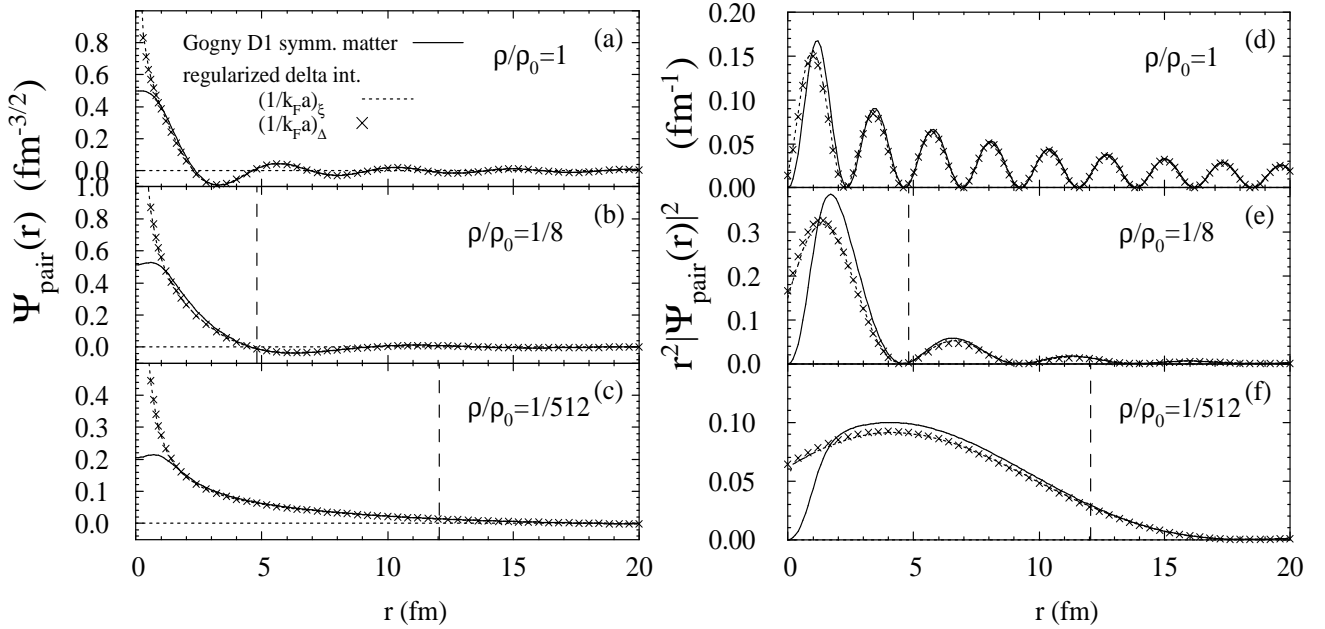 Ψpair(r) (fm^-3/2)
0.8
0.6
0.4
0.2
0.0
1.0
(a)
Gogny D1 symm. matter
regularized delta int.
(1/k_F a)_ξ
(1/k_F a)_Δ
ρ/ρ_0=1
0.8
0.6
0.4
0.2
0.0
(b)
ρ/ρ_0=1/8
0.4
0.3
0.2
0.1
0.0
(c)
ρ/ρ_0=1/512
0 5 10 15 20
r (fm)
r^2|Ψpair(r)|^2 (fm^-1)
0.20
0.15
0.10
0.05
0.00
(d)
ρ/ρ_0=1
0.3
0.2
0.1
0.0
(e)
ρ/ρ_0=1/8
0.10
0.05
0.00
(f)
ρ/ρ_0=1/512
0 5 10 15 20
r (fm)